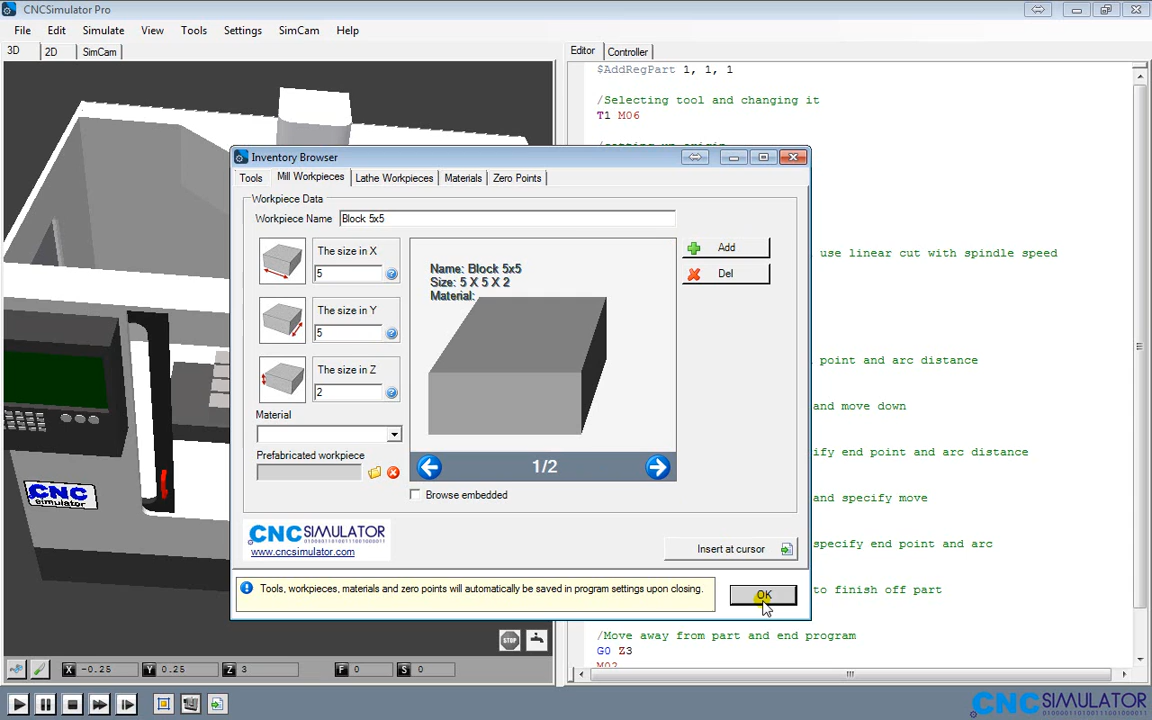 CNCSimulator Pro
File Edit Simulate View Tools Settings SimCam Help
3D 2D SimCam
Editor Controller
$AddRegPart 1, 1, 1
/Selecting tool and changing it
T1 M06
use linear cut with spindle speed
point and arc distance
and move down
ify end point and arc distance
and specify move
specify end point and arc
to finish off part
/Move away from part and end program
G0 Z3
M02
Inventory Browser
Tools Mill Workpieces Lathe Workpieces Materials Zero Points
Workpiece Data
Workpiece Name Block 5x5
The size in X
5
The size in Y
5
The size in Z
2
Material
Prefabricated workpiece
Name: Block 5x5
Size: 5 X 5 X 2
Material:
1/2
Browse embedded
Add
Del
CNCSIMULATOR
www.cncsimulator.com
Insert at cursor
Tools, workpieces, materials and zero points will automatically be saved in program settings upon closing.
OK
CNC
simulator
STOP
X -0.25 Y 0.25 Z 3 F 0 S 0
CNCSIMULATOR